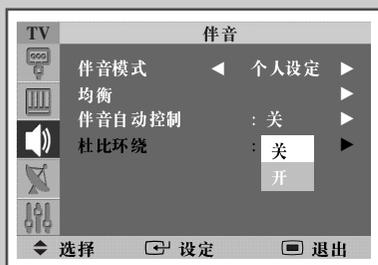 TV 伴音
伴音模式 ◀ 个人设定 ▶
均衡 ▶
伴音自动控制 : 关 ▶
杜比环绕 : 关 ▶
开
选择 设定 退出